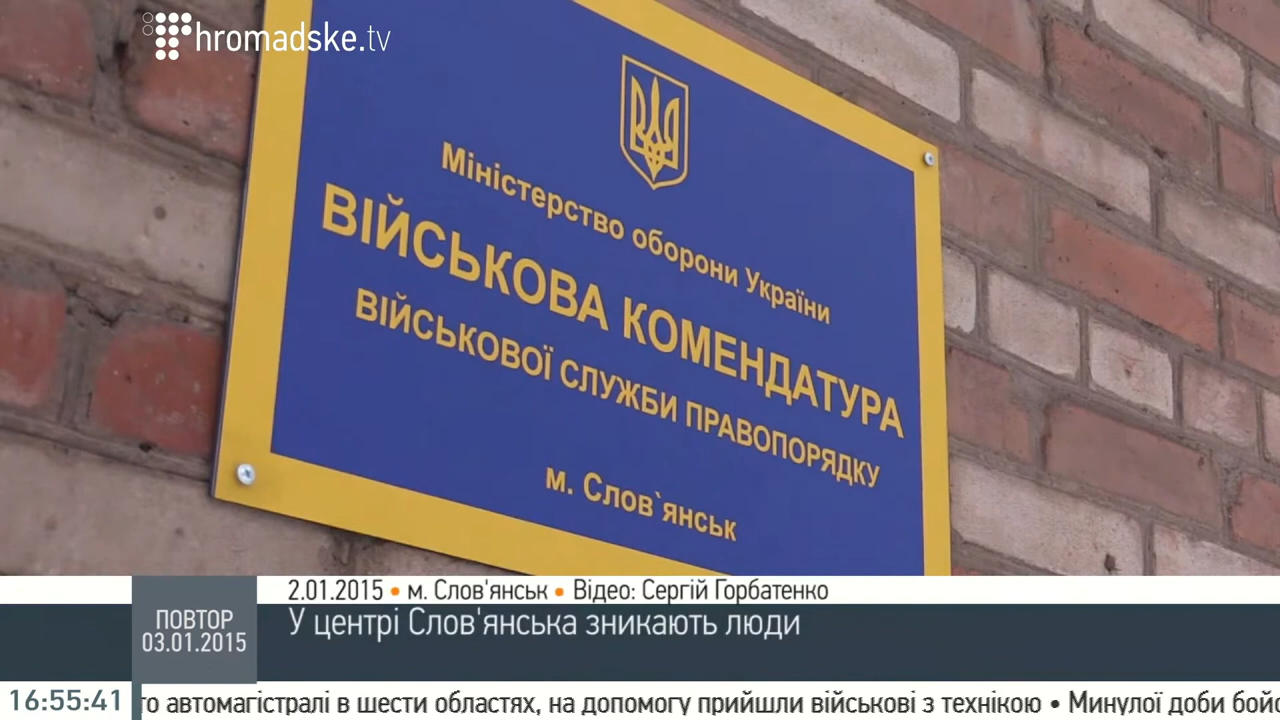 hromadske.tv
Міністерство оборони України
ВІЙСЬКОВА КОМЕНДАТУРА
ВІЙСЬКОВОЇ СЛУЖБИ ПРАВОПОРЯДКУ
м. Слов`янськ
2.01.2015 • м. Слов'янськ • Відео: Сергій Горбатенко
ПОВТОР
03.01.2015
У центрі Слов'янська зникають люди
16:55:41
го автомагістралі в шести областях, на допомогу прийшли військові з технікою • Минулої доби